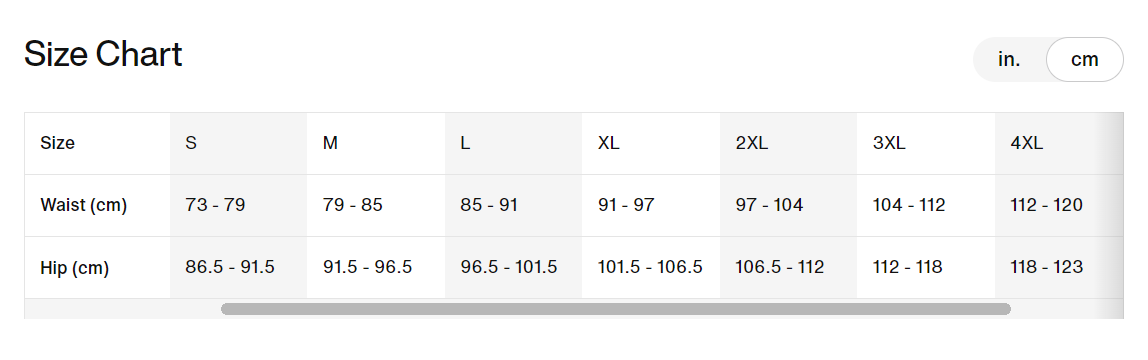 Size Chart
in. cm
Size S M L XL 2XL 3XL 4XL
Waist (cm) 73 - 79 79 - 85 85 - 91 91 - 97 97 - 104 104 - 112 112 - 120
Hip (cm) 86.5 - 91.5 91.5 - 96.5 96.5 - 101.5 101.5 - 106.5 106.5 - 112 112 - 118 118 - 123